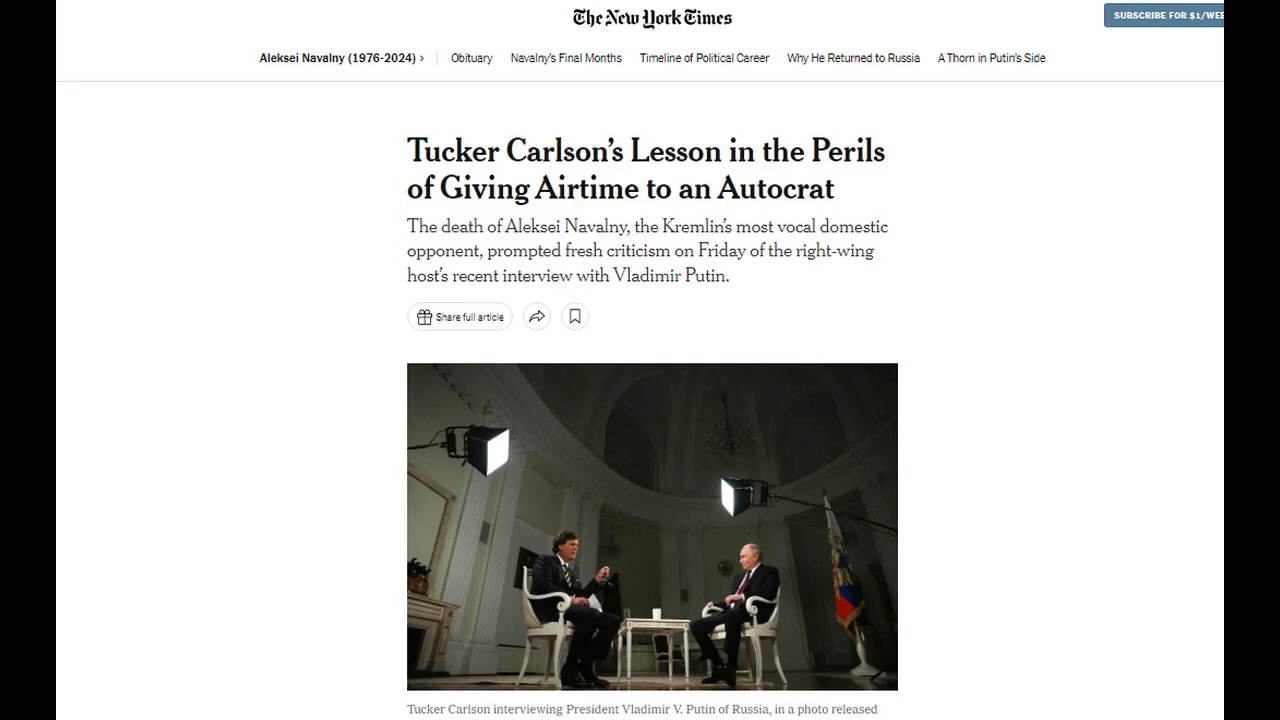 The New York Times
SUBSCRIBE FOR $1/WEE
Aleksei Navalny (1976-2024) › Obituary Navalny's Final Months Timeline of Political Career Why He Returned to Russia A Thorn in Putin's Side
Tucker Carlson's Lesson in the Perils
of Giving Airtime to an Autocrat
The death of Aleksei Navalny, the Kremlin's most vocal domestic
opponent, prompted fresh criticism on Friday of the right-wing
host's recent interview with Vladimir Putin.
Share full article
Tucker Carlson interviewing President Vladimir V. Putin of Russia, in a photo released